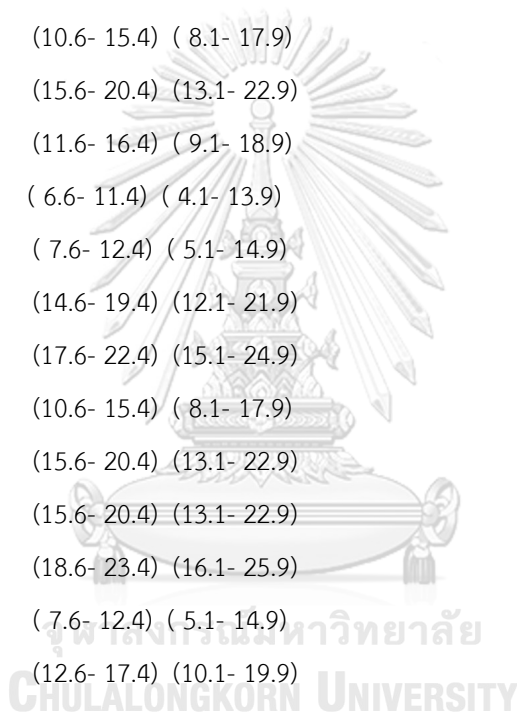 (10.6- 15.4) ( 8.1- 17.9)
(15.6- 20.4) (13.1- 22.9)
(11.6- 16.4) ( 9.1- 18.9)
( 6.6- 11.4) ( 4.1- 13.9)
( 7.6- 12.4) ( 5.1- 14.9)
(14.6- 19.4) (12.1- 21.9)
(17.6- 22.4) (15.1- 24.9)
(10.6- 15.4) ( 8.1- 17.9)
(15.6- 20.4) (13.1- 22.9)
(15.6- 20.4) (13.1- 22.9)
(18.6- 23.4) (16.1- 25.9)
( 7.6- 12.4) ( 5.1- 14.9)
จุฬาลงกรณ์มหาวิทยาลัย
(12.6- 17.4) (10.1- 19.9)
CHULALONGKORN UNIVERSITY